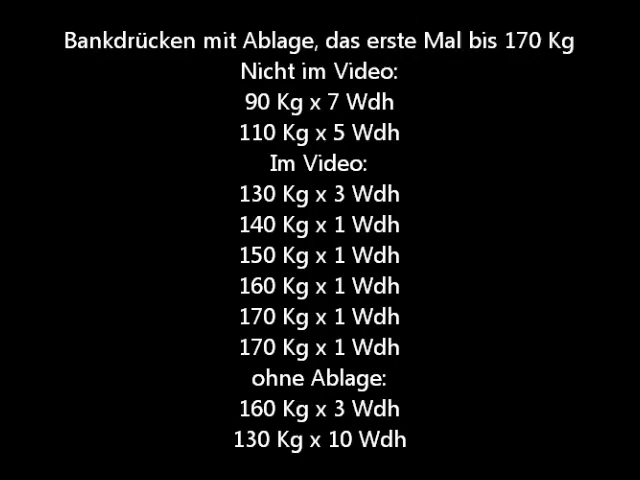 Bankdrücken mit Ablage, das erste Mal bis 170 Kg
Nicht im Video:
90 Kg x 7 Wdh
110 Kg x 5 Wdh
Im Video:
130 Kg x 3 Wdh
140 Kg x 1 Wdh
150 Kg x 1 Wdh
160 Kg x 1 Wdh
170 Kg x 1 Wdh
170 Kg x 1 Wdh
ohne Ablage:
160 Kg x 3 Wdh
130 Kg x 10 Wdh